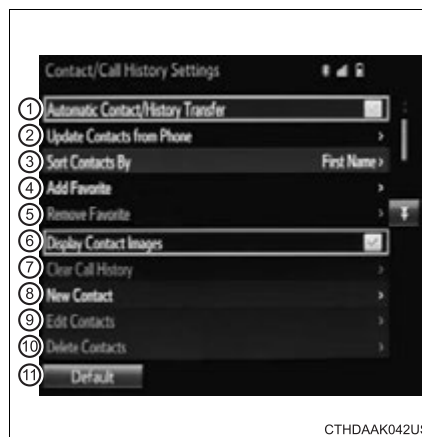 Contact/Call History Settings
1 Automatic Contact/History Transfer
2 Update Contacts from Phone >
3 Sort Contacts By First Name >
4 Add Favorite >
5 Remove Favorite >
6 Display Contact Images
7 Clear Call History >
8 New Contact >
9 Edit Contacts >
10 Delete Contacts >
11 Default
CTHDAAK042US